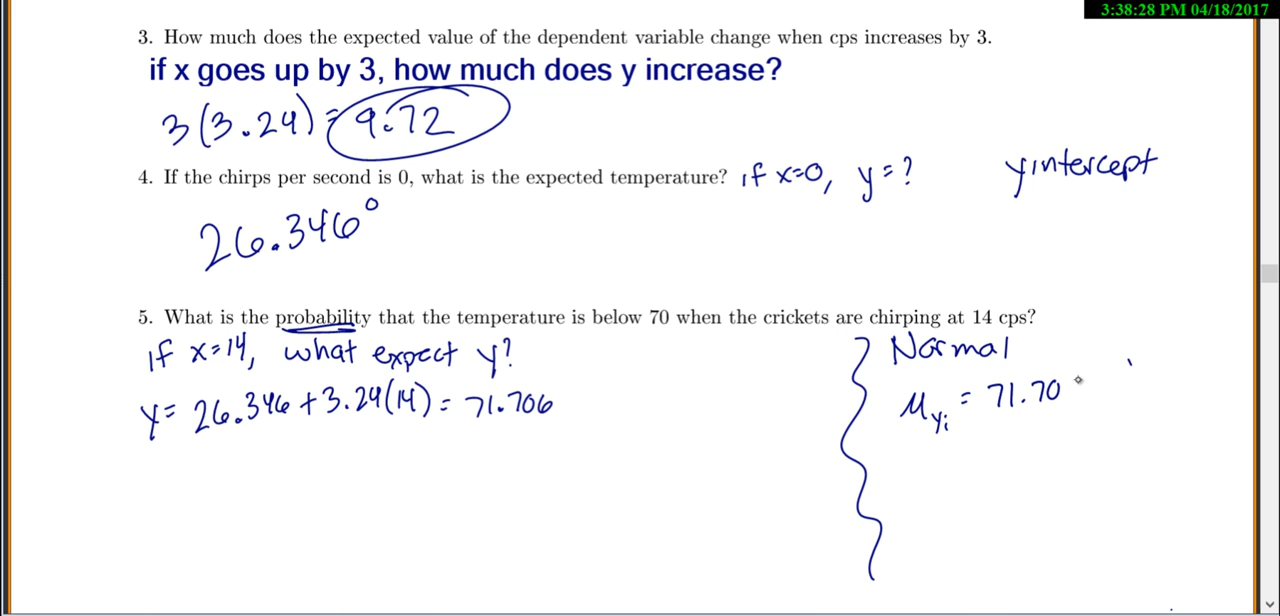 3:38:28 PM 04/18/2017
3. How much does the expected value of the dependent variable change when cps increases by 3.
if x goes up by 3, how much does y increase?
3(3.24) = 9.72
4. If the chirps per second is 0, what is the expected temperature? if x=0, y=? yintercept
26.346°
5. What is the probability that the temperature is below 70 when the crickets are chirping at 14 cps?
If x=14, what expect y? Normal
y= 26.346+3.24(14)= 71.706 μyi = 71.70